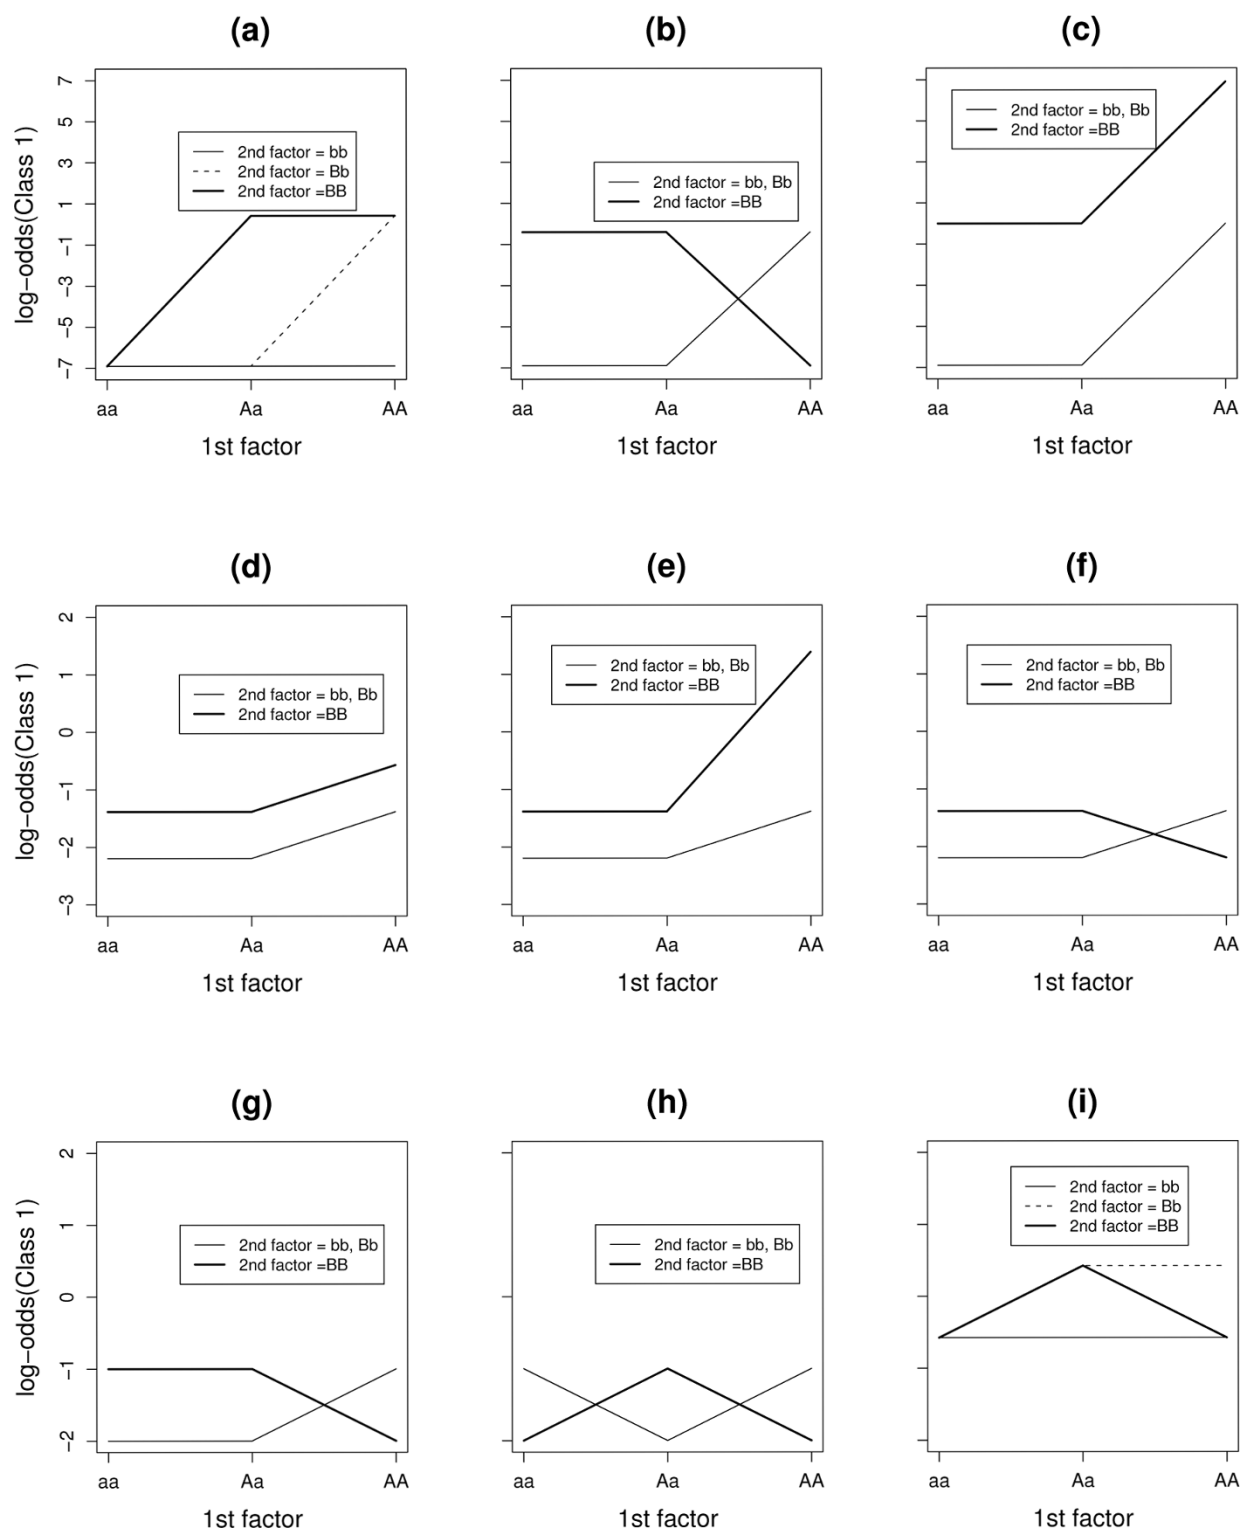 (a)
(b)
(c)
log−odds(Class 1)
7
5
3
1
−1
−3
−5
−7
2nd factor = bb
2nd factor = Bb
2nd factor =BB
aa
Aa
AA
1st factor
2nd factor = bb, Bb
2nd factor =BB
aa
Aa
AA
1st factor
2nd factor = bb, Bb
2nd factor =BB
aa
Aa
AA
1st factor
(d)
(e)
(f)
log−odds(Class 1)
2
1
0
−1
−2
−3
2nd factor = bb, Bb
2nd factor =BB
aa
Aa
AA
1st factor
2nd factor = bb, Bb
2nd factor =BB
aa
Aa
AA
1st factor
2nd factor = bb, Bb
2nd factor =BB
aa
Aa
AA
1st factor
(g)
(h)
(i)
log−odds(Class 1)
2
1
0
−1
−2
2nd factor = bb, Bb
2nd factor =BB
aa
Aa
AA
1st factor
2nd factor = bb, Bb
2nd factor =BB
aa
Aa
AA
1st factor
2nd factor = bb
2nd factor = Bb
2nd factor =BB
aa
Aa
AA
1st factor